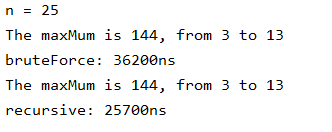 n = 25
The maxMum is 144, from 3 to 13
bruteForce: 36200ns
The maxMum is 144, from 3 to 13
recursive: 25700ns